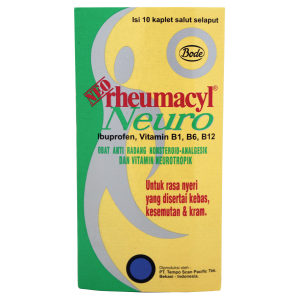 Isi 10 kaplet salut selaput
Bode
NEO
rheumacyl®
Neuro
Ibuprofen, Vitamin B1, B6, B12
OBAT ANTI RADANG NONSTEROID-ANALGESIK
DAN VITAMIN NEUROTROPIK
Untuk rasa nyeri
yang disertai kebas,
kesemutan & kram.
Diproduksi oleh :
PT. Tempo Scan Pacific Tbk.
Bekasi - Indonesia.